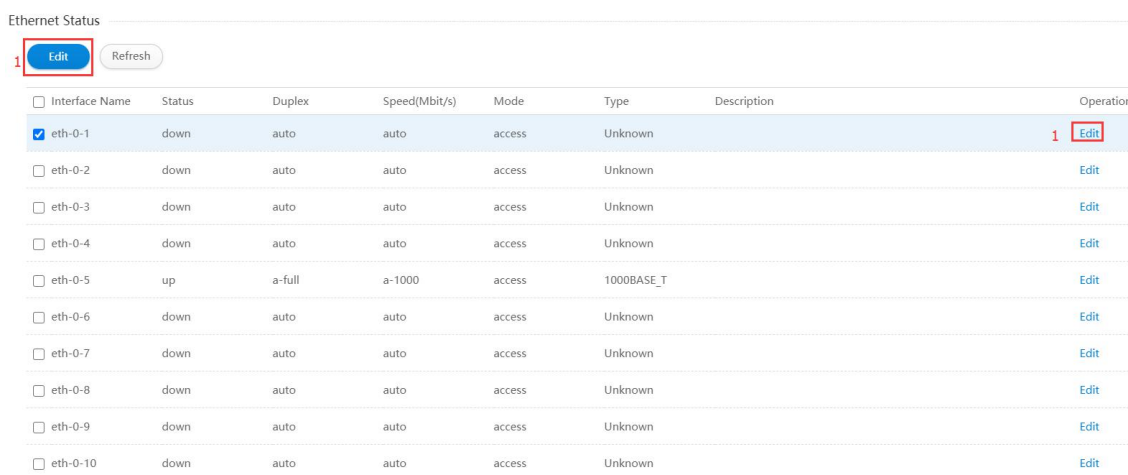 Ethernet Status
1 Edit Refresh
Interface Name Status Duplex Speed(Mbit/s) Mode Type Description Operation
eth-0-1 down auto auto access Unknown 1 Edit
eth-0-2 down auto auto access Unknown Edit
eth-0-3 down auto auto access Unknown Edit
eth-0-4 down auto auto access Unknown Edit
eth-0-5 up a-full a-1000 access 1000BASE_T Edit
eth-0-6 down auto auto access Unknown Edit
eth-0-7 down auto auto access Unknown Edit
eth-0-8 down auto auto access Unknown Edit
eth-0-9 down auto auto access Unknown Edit
eth-0-10 down auto auto access Unknown Edit